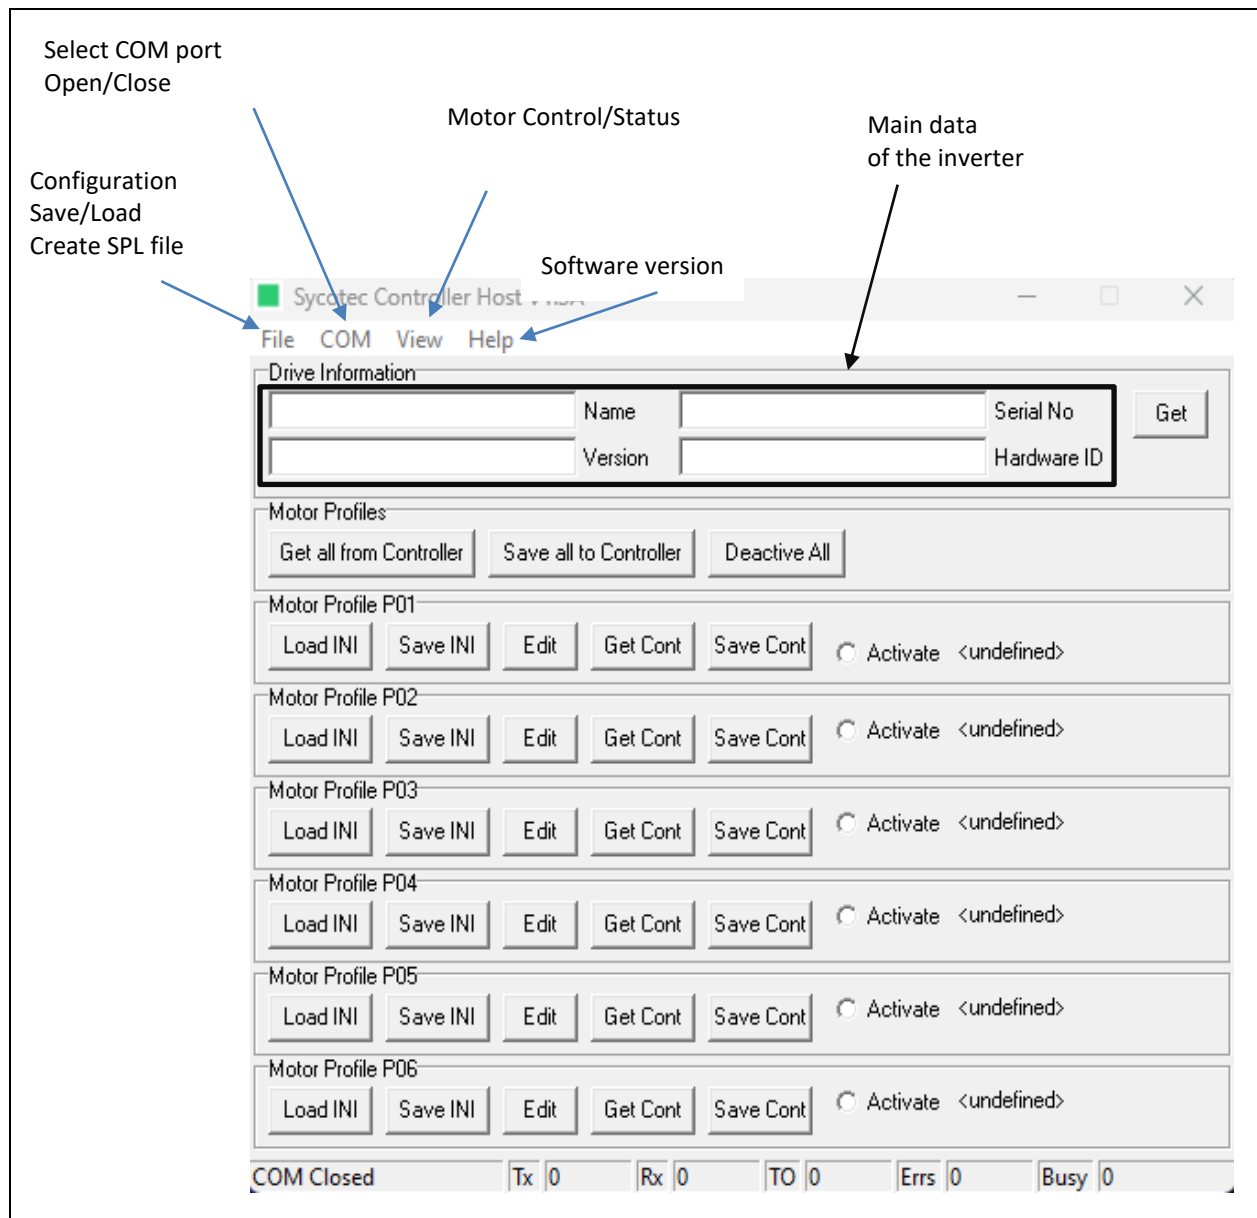 Select COM port
Open/Close
Motor Control/Status
Main data
of the inverter
Configuration
Save/Load
Create SPL file
Software version
Sycotec Controller Host
File COM View Help
Drive Information
Name Serial No Get
Version Hardware ID
Motor Profiles
Get all from Controller Save all to Controller Deactive All
Motor Profile P01
Load INI Save INI Edit Get Cont Save Cont Activate <undefined>
Motor Profile P02
Load INI Save INI Edit Get Cont Save Cont Activate <undefined>
Motor Profile P03
Load INI Save INI Edit Get Cont Save Cont Activate <undefined>
Motor Profile P04
Load INI Save INI Edit Get Cont Save Cont Activate <undefined>
Motor Profile P05
Load INI Save INI Edit Get Cont Save Cont Activate <undefined>
Motor Profile P06
Load INI Save INI Edit Get Cont Save Cont Activate <undefined>
COM Closed Tx 0 Rx 0 TO 0 Errs 0 Busy 0